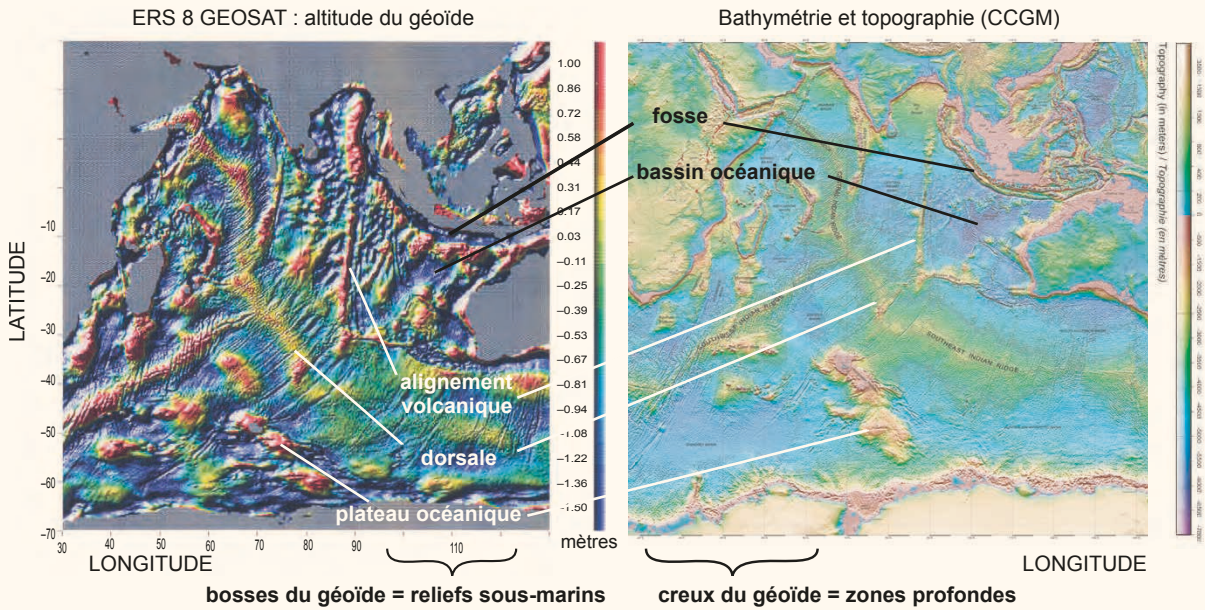 ERS 8 GEOSAT : altitude du géoïde
Bathymétrie et topographie (CCGM)
1.00
0.86
0.72
0.58
0.44
0.31
0.17
0.03
−0.11
−0.25
−0.39
−0.53
−0.67
−0.81
−0.94
−1.08
−1.22
−1.36
−1.50
mètres
LATITUDE
−10
−20
−30
−40
−50
−60
−70
30
40
50
60
70
80
90
110
LONGITUDE
fosse
bassin océanique
alignement
volcanique
dorsale
plateau océanique
SOUTHWEST INDIAN
SOUTHEAST INDIAN RIDGE
Topography (in meters) / Topographie (en mètres)
LONGITUDE
bosses du géoïde = reliefs sous-marins
creux du géoïde = zones profondes